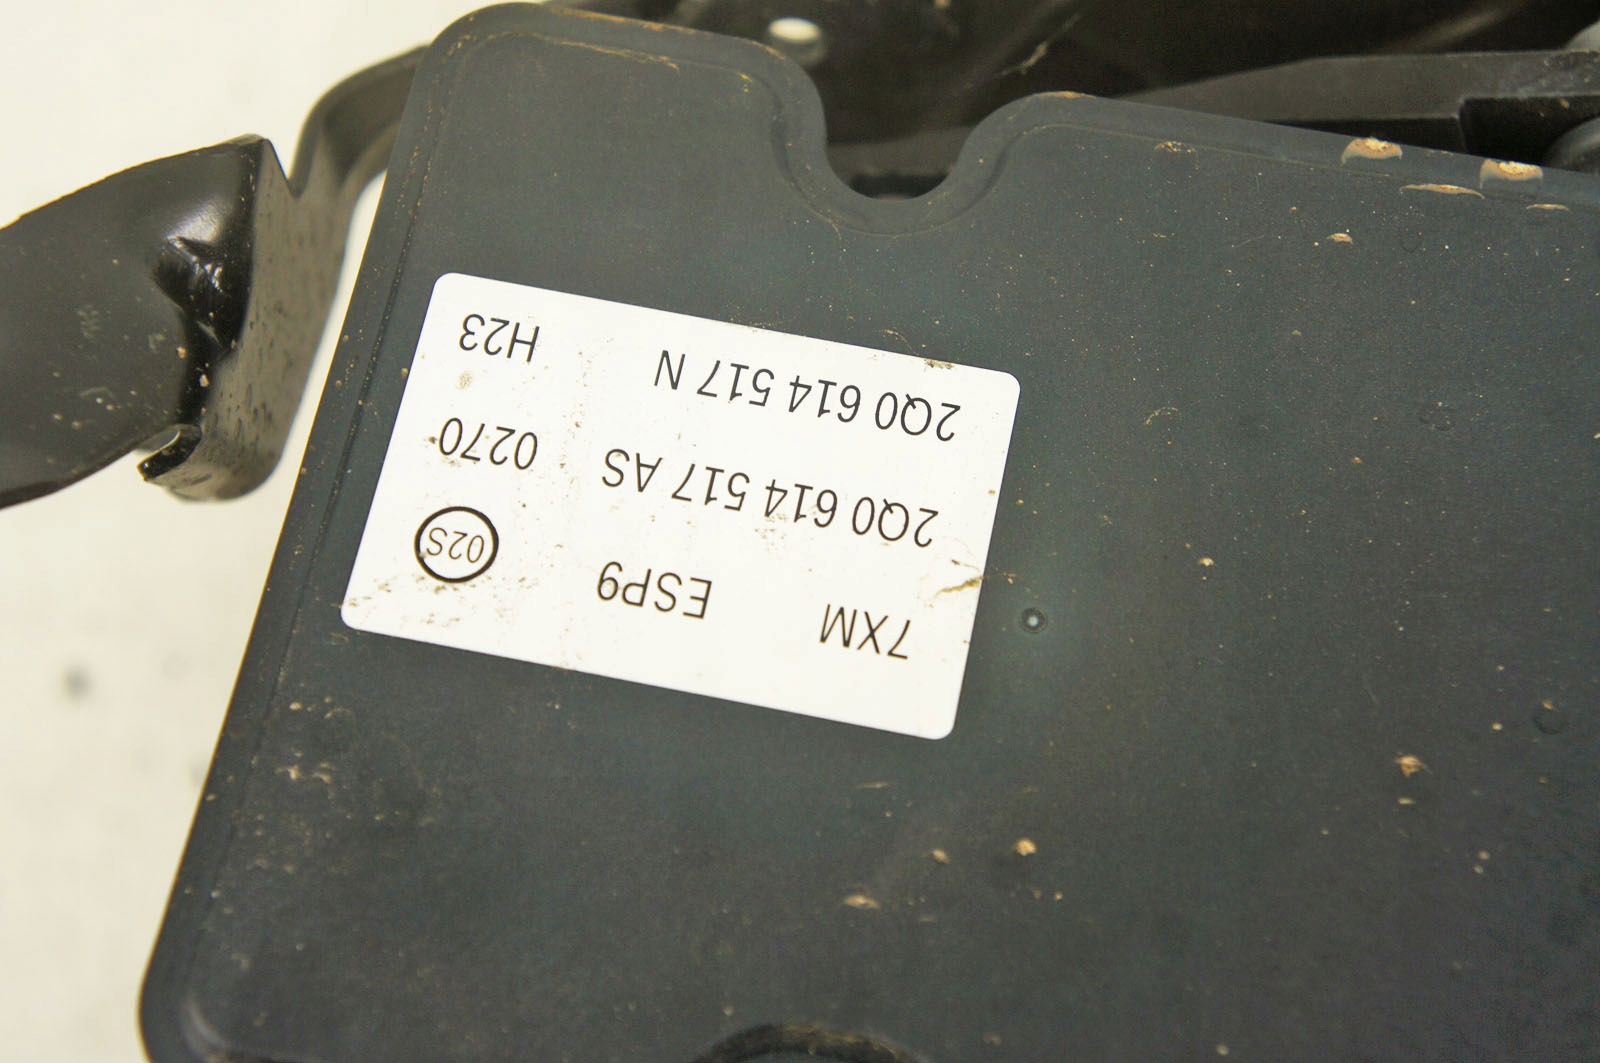 2Q0 614 517 N H23
2Q0 614 517 AS 0270
7XM ESP9 02S